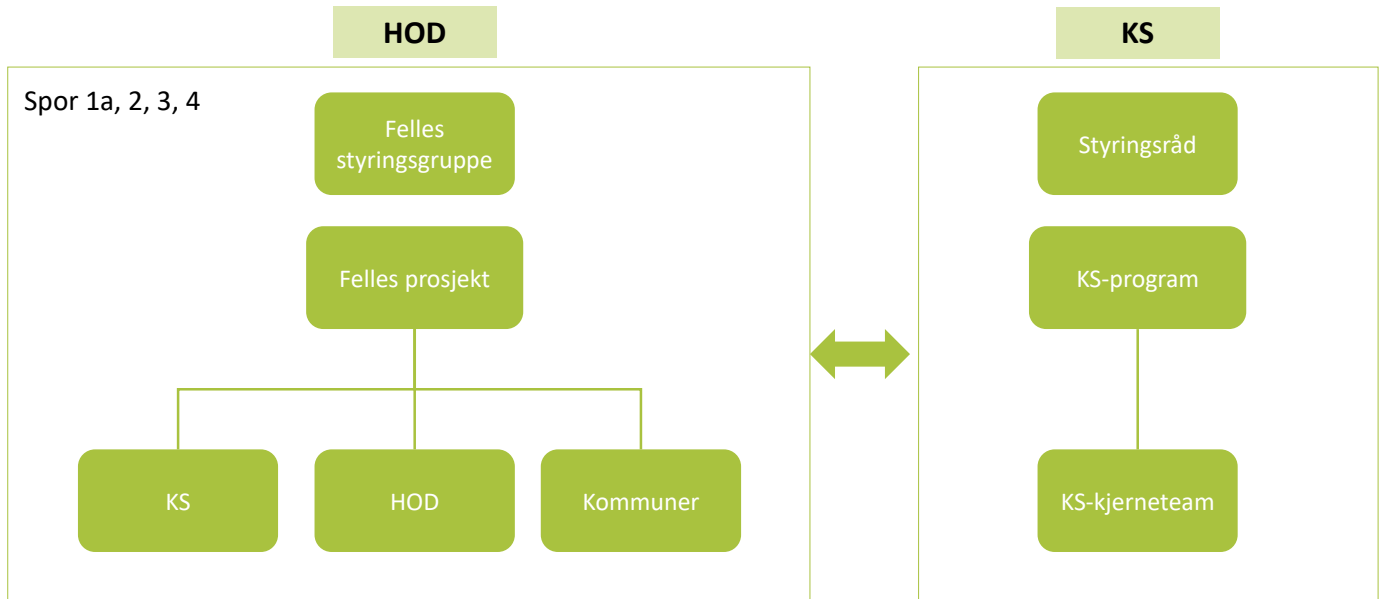 HOD
Spor 1a, 2, 3, 4
Felles
styringsgruppe
Felles prosjekt
KS
HOD
Kommuner
KS
Styringsråd
KS-program
KS-kjerneteam